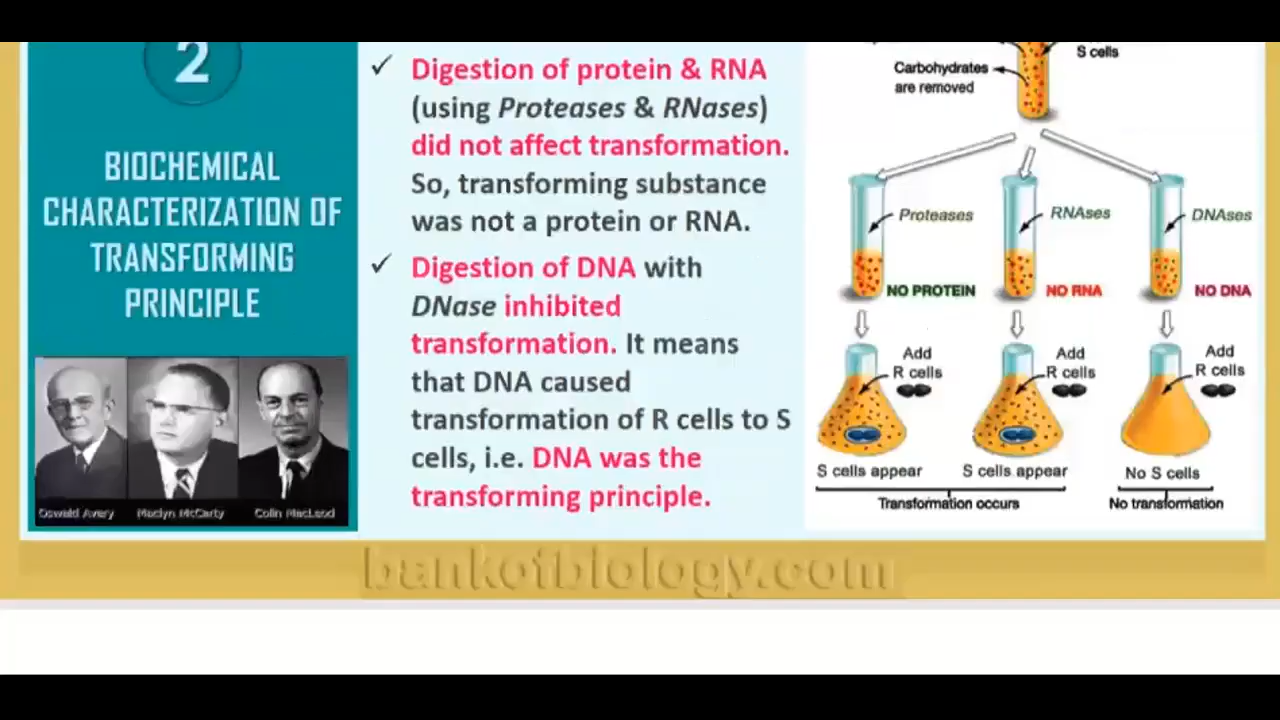 2
BIOCHEMICAL
CHARACTERIZATION OF
TRANSFORMING
PRINCIPLE
Oswald Avery
Maclyn McCarty
Colin MacLeod
✓ Digestion of protein & RNA
(using Proteases & RNases)
did not affect transformation.
So, transforming substance
was not a protein or RNA.
✓ Digestion of DNA with
DNase inhibited
transformation. It means
that DNA caused
transformation of R cells to S
cells, i.e. DNA was the
transforming principle.
S cells
Carbohydrates
are removed
Proteases
RNAses
DNAses
NO PROTEIN
NO RNA
NO DNA
Add
R cells
Add
R cells
Add
R cells
S cells appear
S cells appear
No S cells
Transformation occurs
No transformation
bankofbiology.com